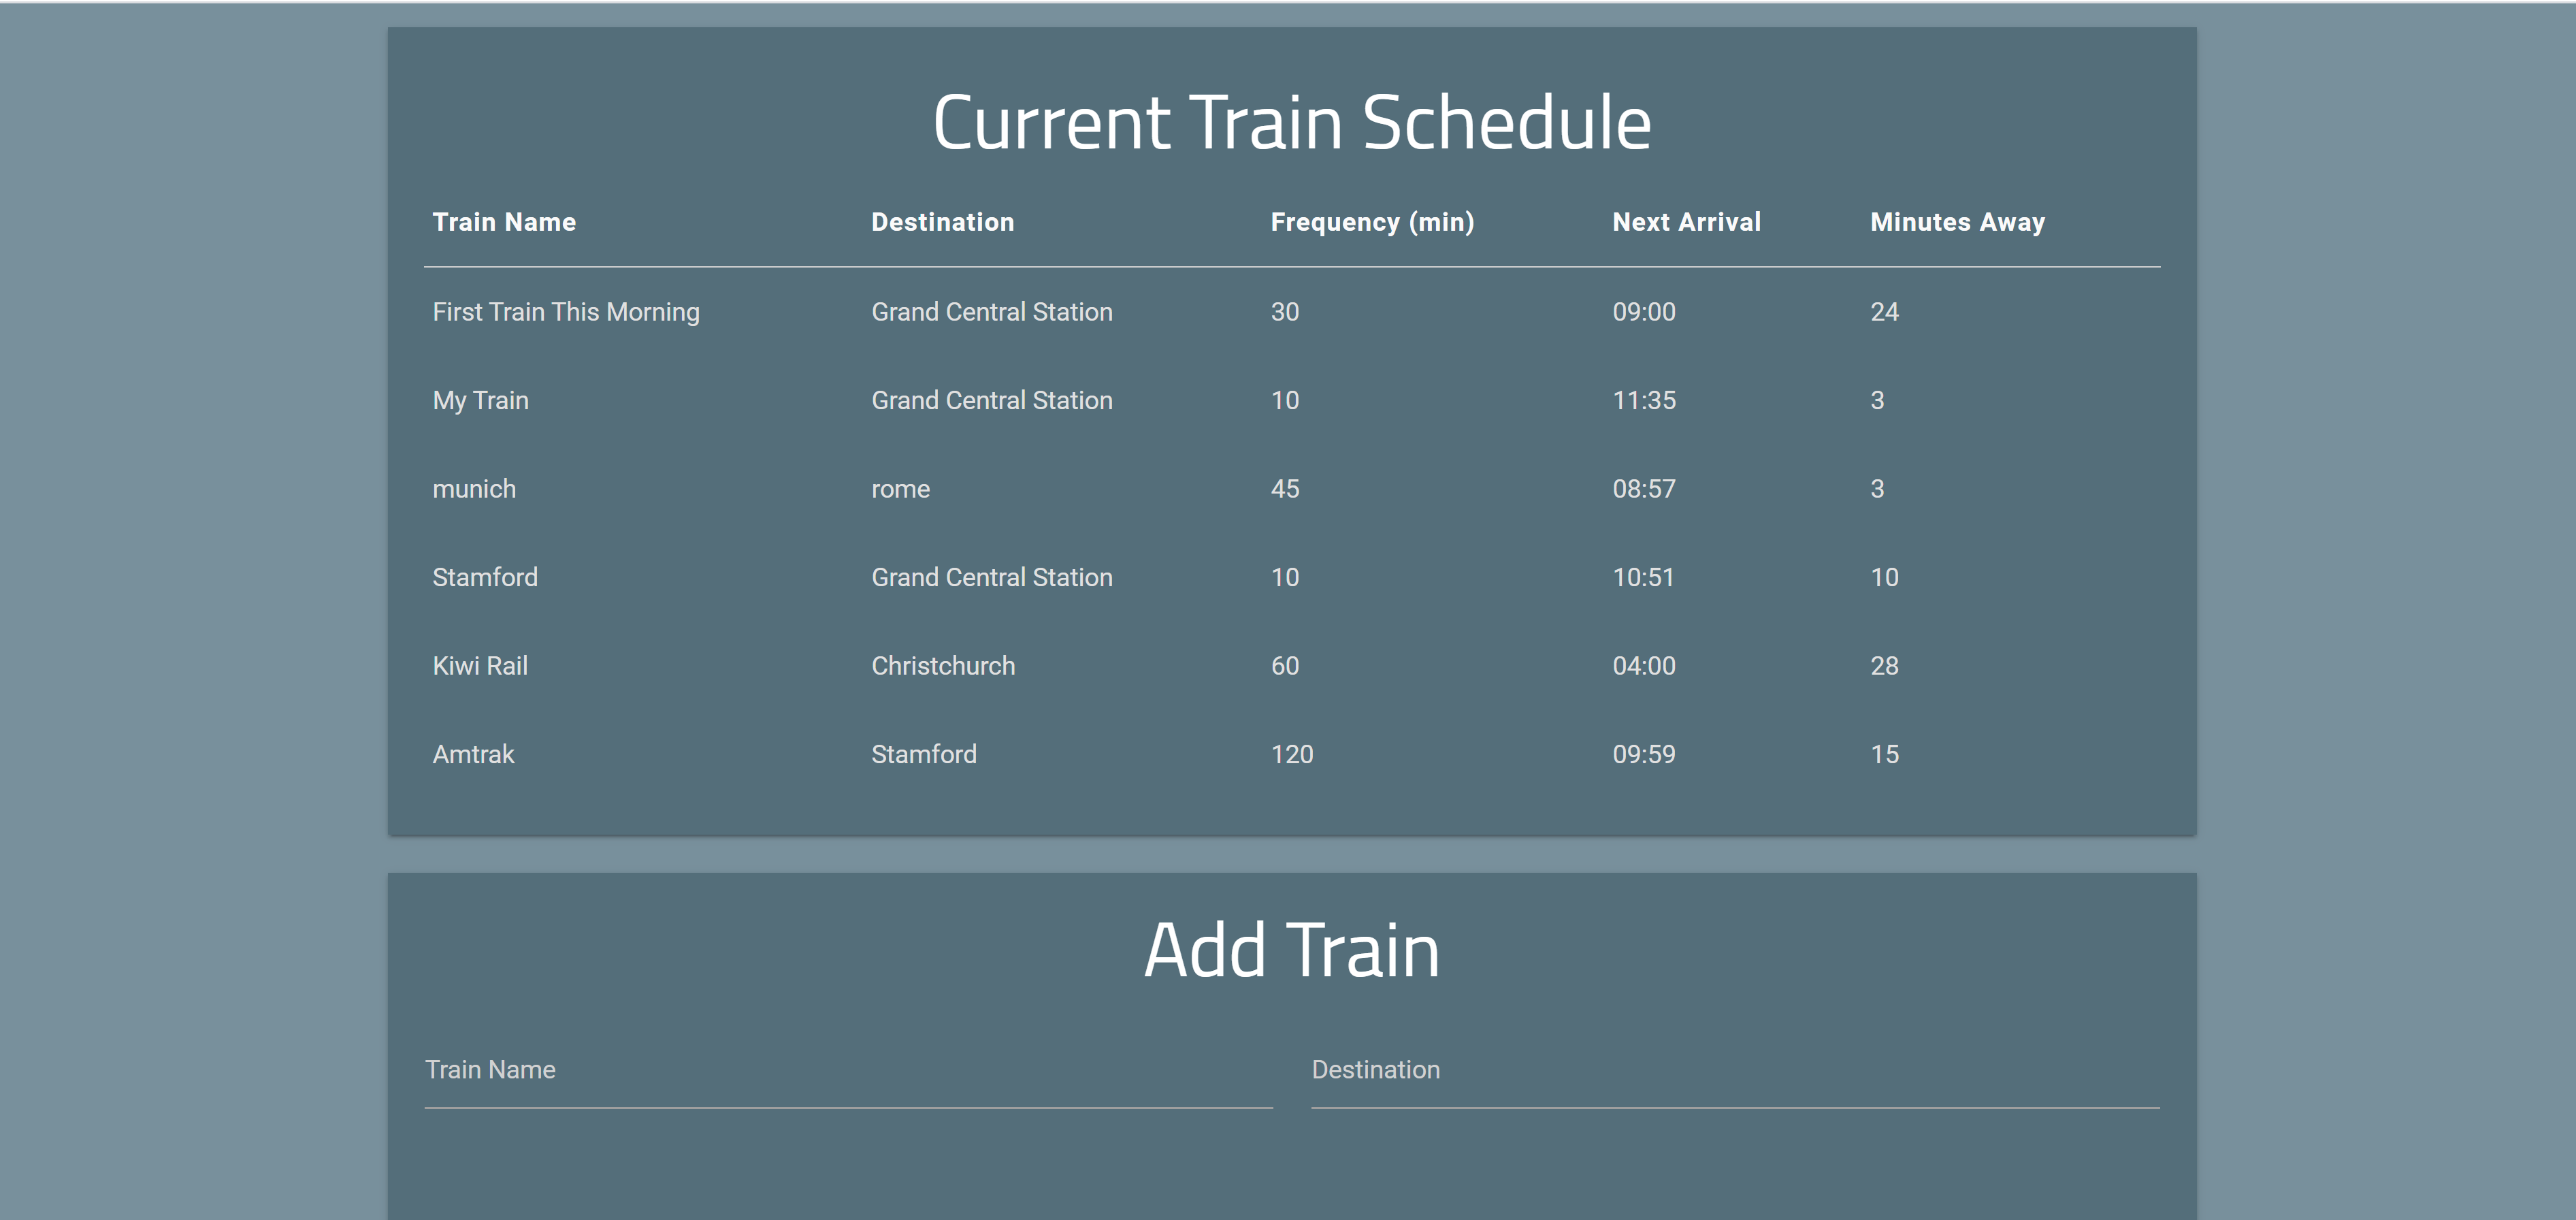 Current Train Schedule
Train Name Destination Frequency (min) Next Arrival Minutes Away
First Train This Morning Grand Central Station 30 09:00 24
My Train Grand Central Station 10 11:35 3
munich rome 45 08:57 3
Stamford Grand Central Station 10 10:51 10
Kiwi Rail Christchurch 60 04:00 28
Amtrak Stamford 120 09:59 15
Add Train
Train Name Destination